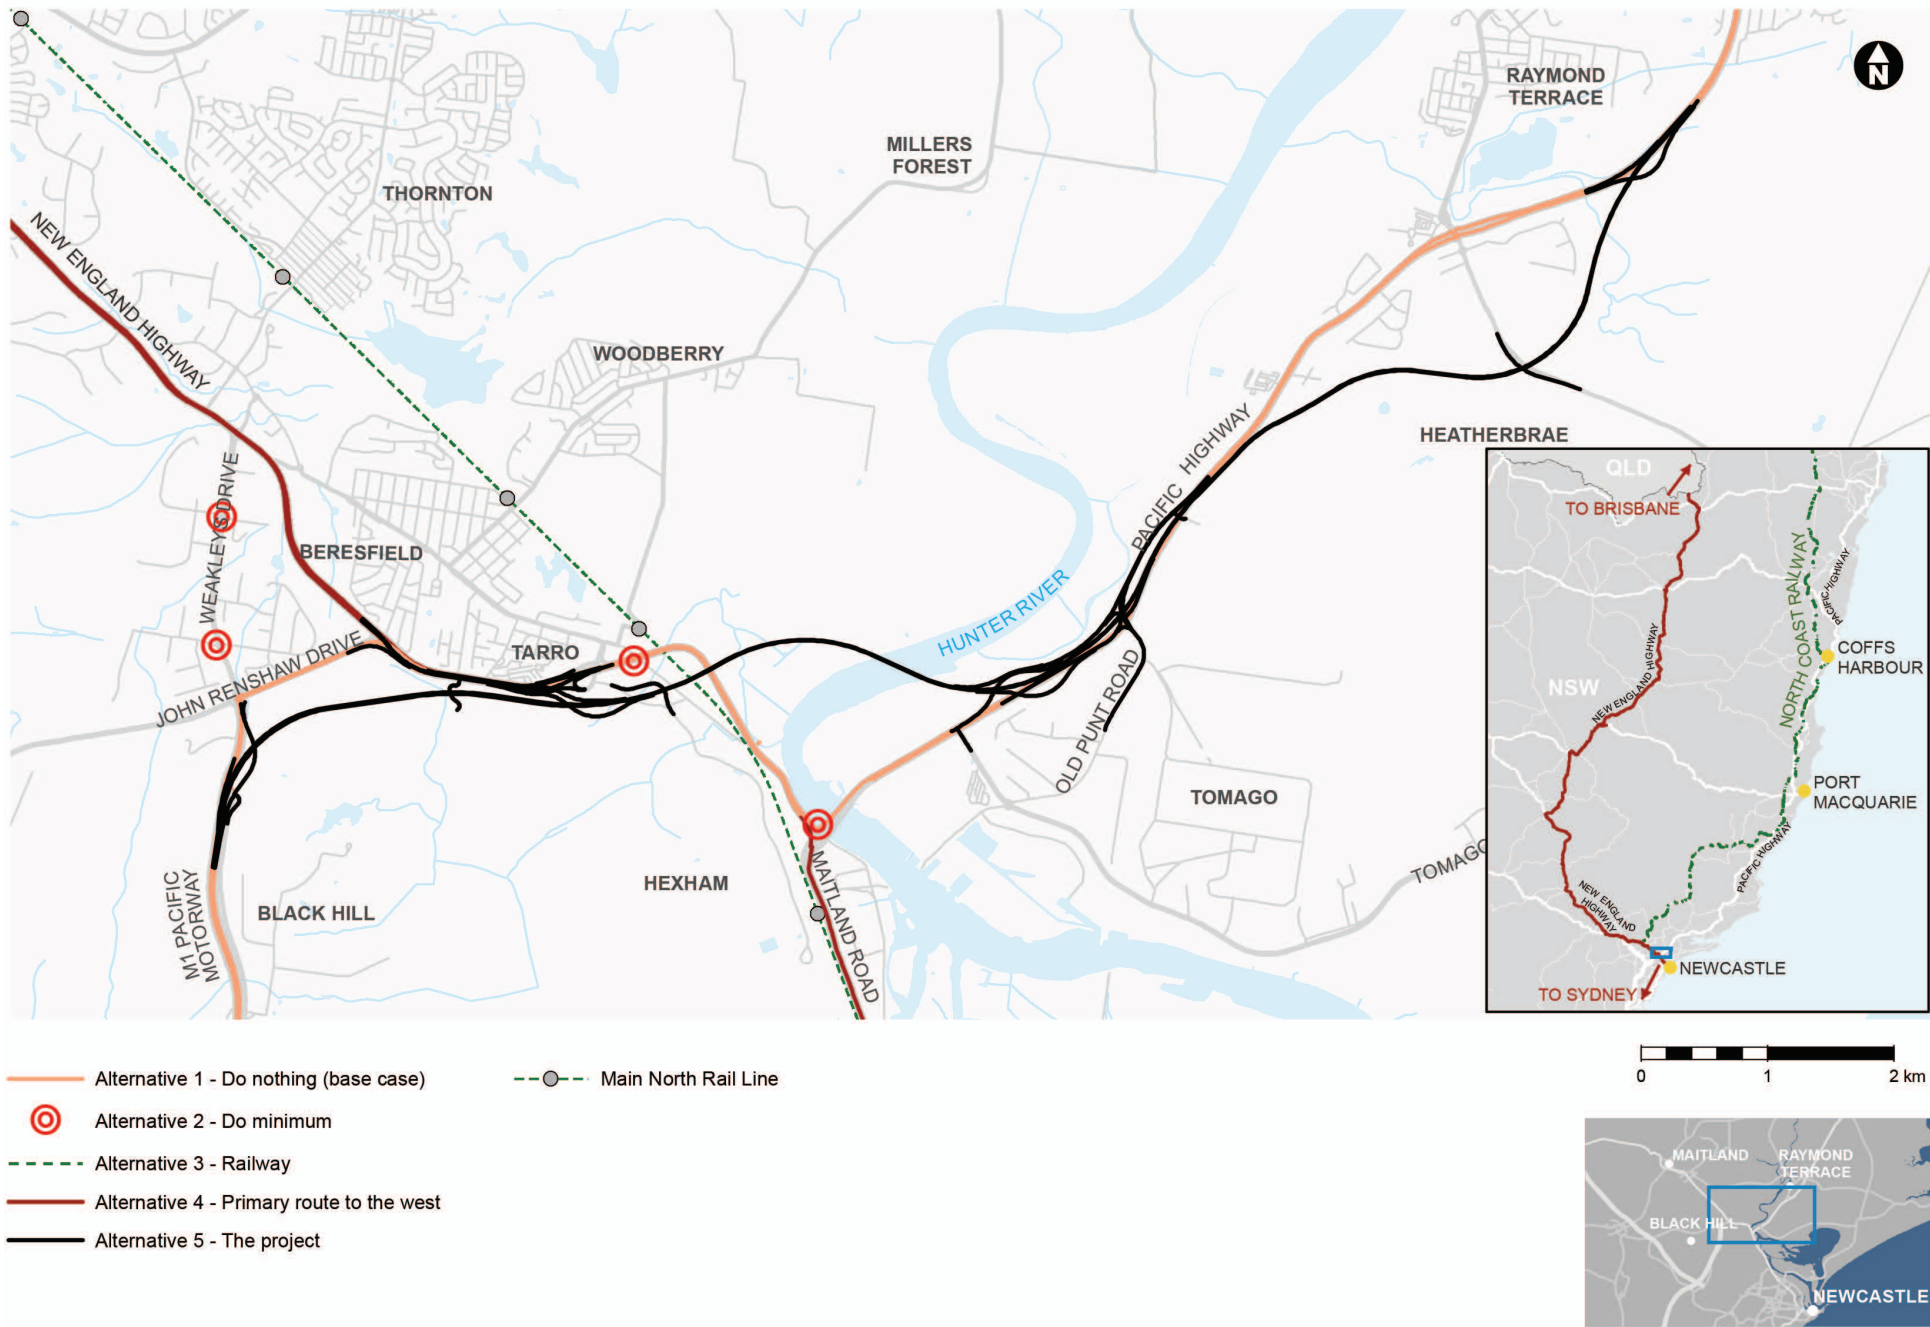 N
RAYMOND
TERRACE
MILLERS
FOREST
THORNTON
NEW ENGLAND HIGHWAY
WOODBERRY
PACIFIC HIGHWAY
HEATHERBRAE
WEAKLEYS DRIVE
BERESFIELD
HUNTER RIVER
TARRO
JOHN RENSHAW DRIVE
OLD PUNT ROAD
TOMAGO
HEXHAM
MAITLAND ROAD
TOMAGO
M1 PACIFIC
MOTORWAY
BLACK HILL
QLD
TO BRISBANE
NORTH COAST RAILWAY
PACIFIC HIGHWAY
COFFS
HARBOUR
NSW
NEW ENGLAND HIGHWAY
PORT
MACQUARIE
PACIFIC HIGHWAY
NEW ENGLAND
HIGHWAY
NEWCASTLE
TO SYDNEY
Alternative 1 - Do nothing (base case)
Main North Rail Line
Alternative 2 - Do minimum
Alternative 3 - Railway
Alternative 4 - Primary route to the west
Alternative 5 - The project
0 1 2 km
MAITLAND
RAYMOND
TERRACE
BLACK HILL
NEWCASTLE